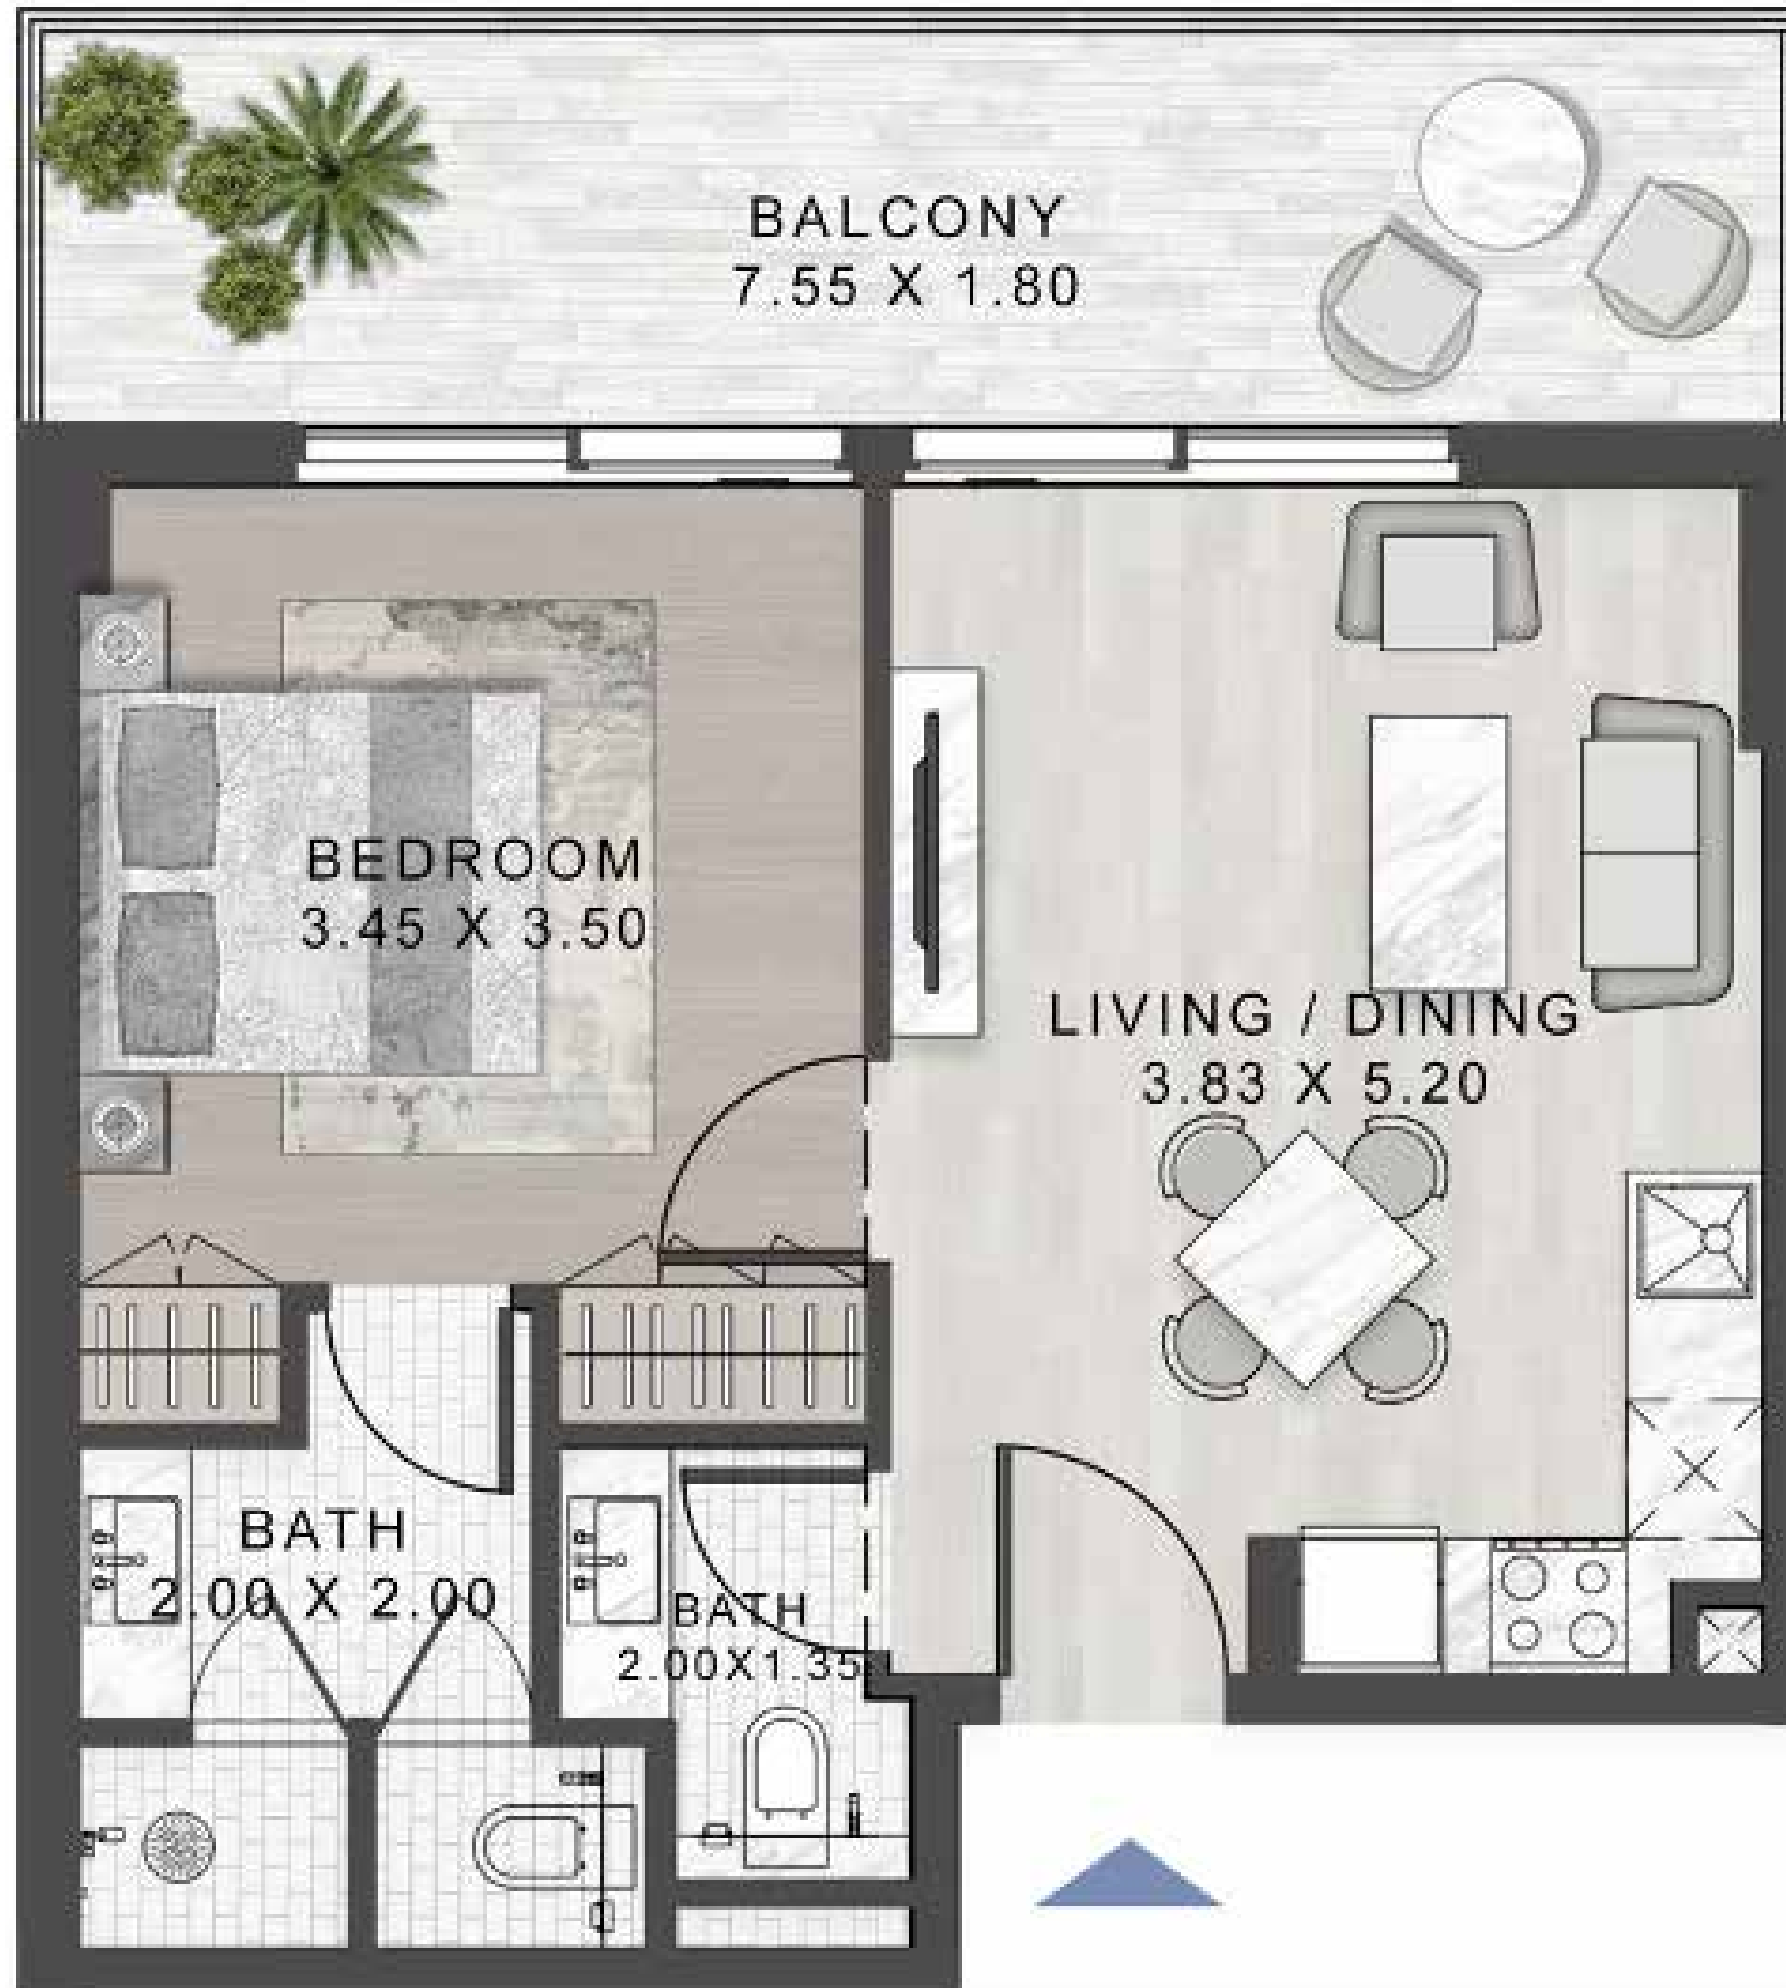 BALCONY
7.55 X 1.80
BEDROOM
3.45 X 3.50
LIVING / DINING
3.83 X 5.20
BATH
2.00 X 2.00
BATH
2.00X1.35